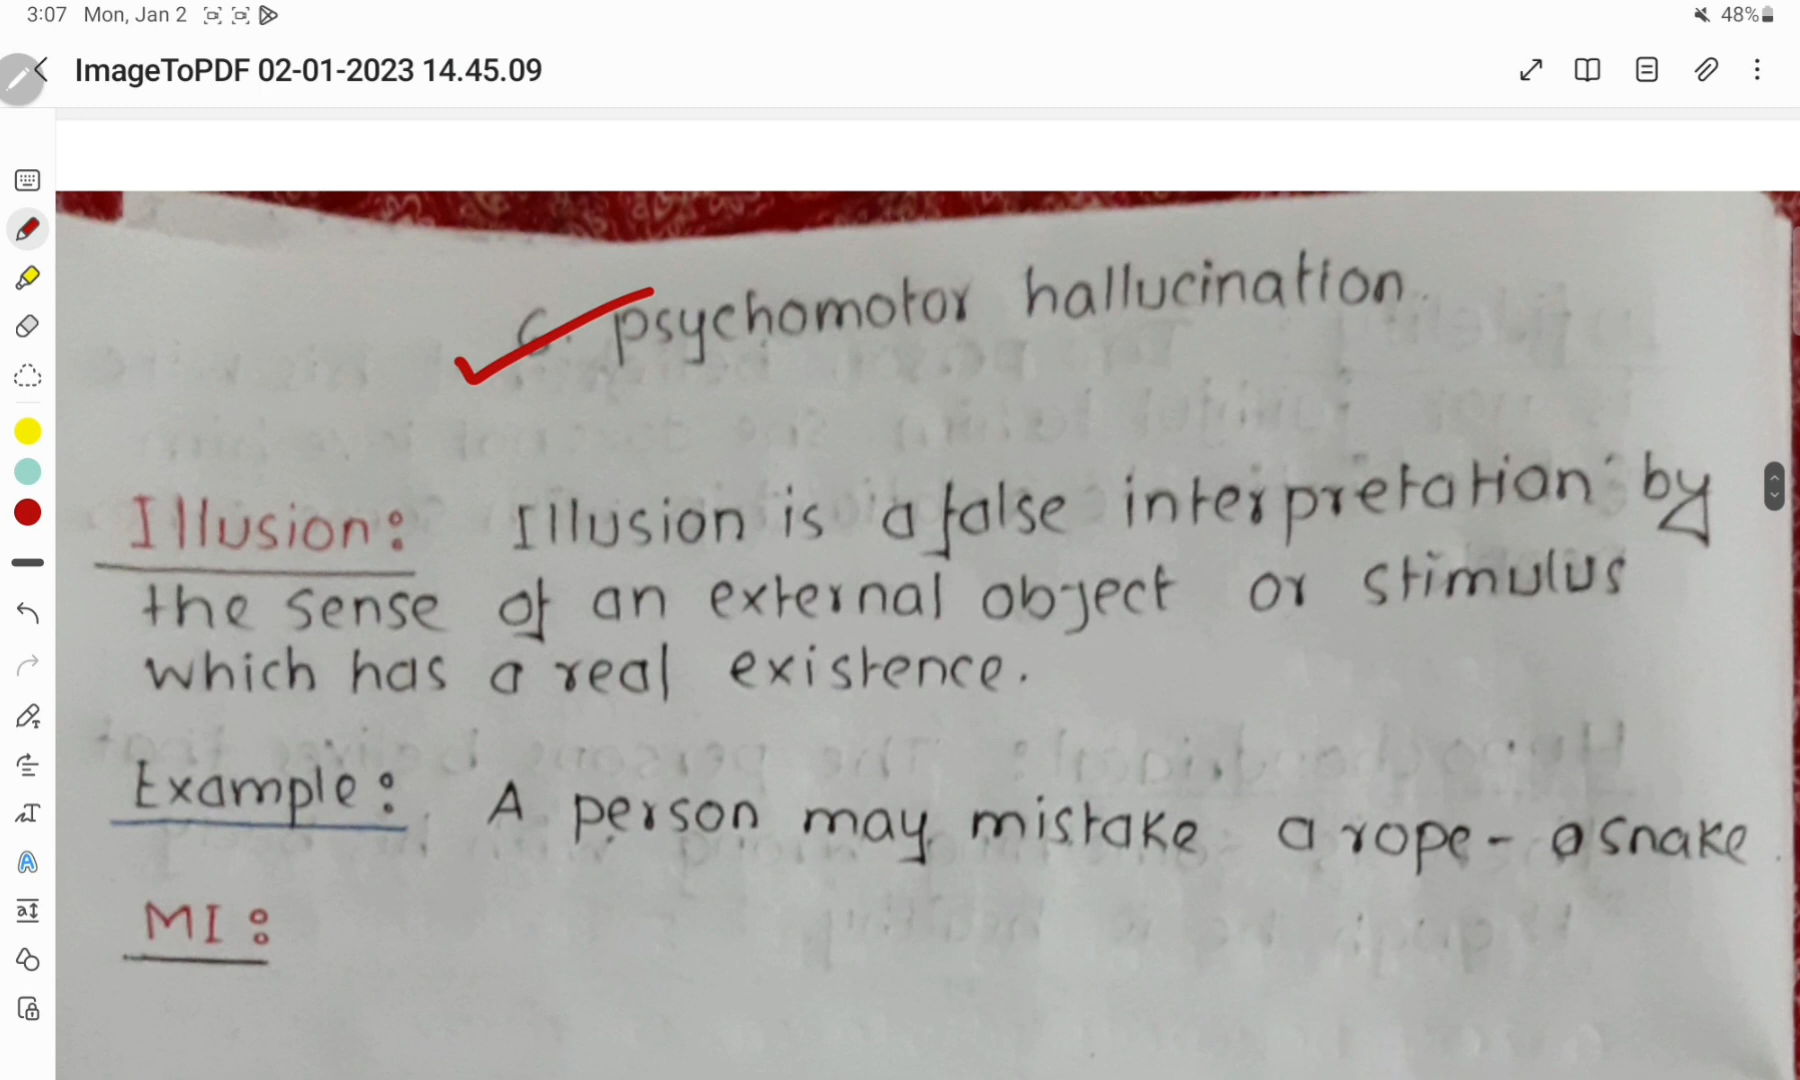 3:07 Mon, Jan 2 48%
ImageToPDF 02-01-2023 14.45.09
6. psychomotor hallucination.
Illusion: Illusion is a false interpretation by
the sense of an external object or stimulus
which has a real existence.
Example: A person may mistake a rope - a snake.
MI: